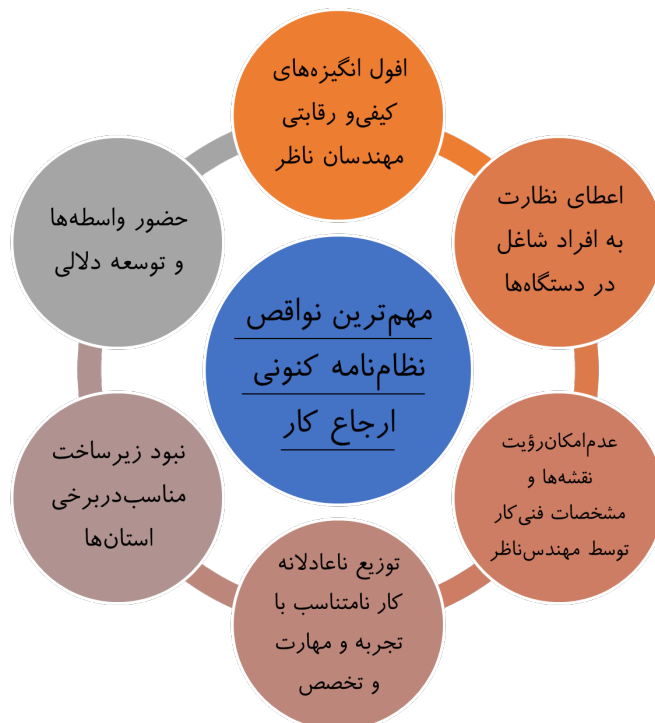 مهم‌ترین نواقص
نظام‌نامه کنونی
ارجاع کار
افول انگیزه‌های
کیفی‌و رقابتی
مهندسان ناظر
اعطای نظارت
به افراد شاغل
در دستگاه‌ها
عدم‌امکان‌رؤیت
نقشه‌ها و
مشخصات فنی‌کار
توسط مهندس‌ناظر
توزیع ناعادلانه
کار نامتناسب با
تجربه و مهارت
و تخصص
نبود زیرساخت
مناسب‌دربرخی
استان‌ها
حضور واسطه‌ها
و توسعه دلالی